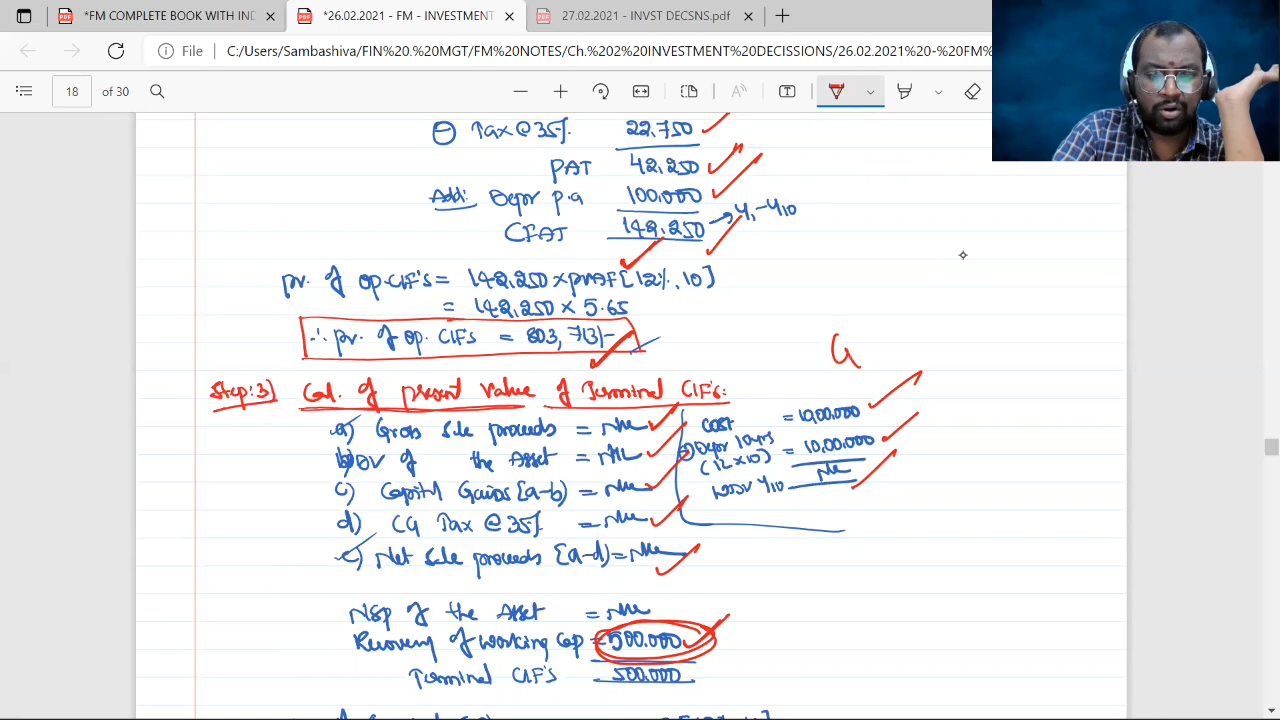 *FM COMPLETE BOOK WITH IND
*26.02.2021 - FM - INVESTMENT
27.02.2021 - INVST DECSNS.pdf
File
C:/Users/Sambashiva/FIN%20.%20MGT/FM%20NOTES/Ch.%202%20INVESTMENT%20DECISSIONS/26.02.2021%20-%20FM%
18 of 30
⊖ Tax @ 35% 22,750
PAT 42,250
Add: Depr p.a 100,000
CFAT 142,250 → Y1-Y10
pv. of op. CIF's = 142,250 x PVAF [12%, 10]
= 142,250 x 5.65
∴ pv. of op. CIFs = 803,713/-
Step:3) Cal. of present value of Terminal CIF's:
a) Gross Sale proceeds = Nil
b) DV of the Asset = Nil
c) Capital Gains [a-b] = Nil
d) CG Tax @ 35% = Nil
e) Net Sale proceeds [a-d] = Nil
Cost = 10,00,000
⊖ Depr 10 yrs = 10,00,000
(1L x 10)
WDV Y10 Nil
NSP of the Asset = Nil
Recovery of working Cap = 500,000
Terminal CIF's 500,000